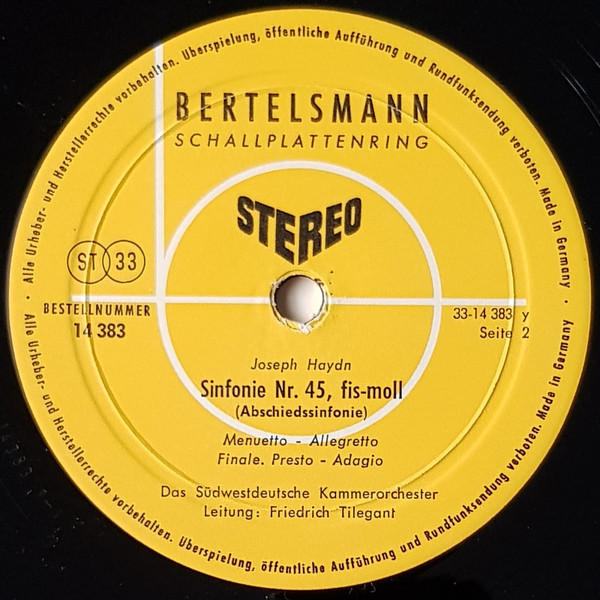 Alle Urheber- und Herstellerrechte vorbehalten. Überspielung, öffentliche Aufführung und Rundfunksendung verboten. Made in Germany ·
BERTELSMANN
SCHALLPLATTENRING
STEREO
ST 33
BESTELLNUMMER
14 383
33-14 383 y
Seite 2
Joseph Haydn
Sinfonie Nr. 45, fis-moll
(Abschiedssinfonie)
Menuetto - Allegretto
Finale. Presto - Adagio
Das Südwestdeutsche Kammerorchester
Leitung: Friedrich Tilegant
Alle Urheber- und Herstellerrechte vorbehalten. Überspielung, öffentliche Aufführung und Rundfunksendung verboten. Made in Germany ·